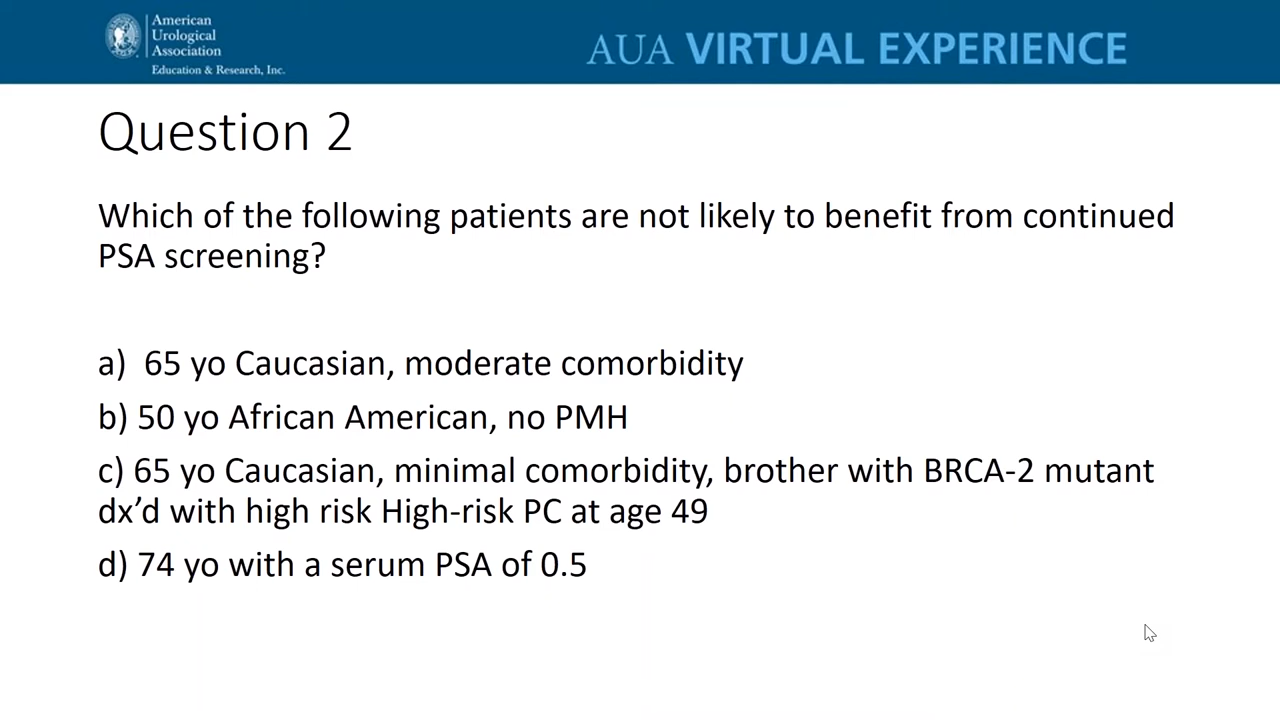 American
Urological
Association
Education & Research, Inc.
AUA VIRTUAL EXPERIENCE
Question 2
Which of the following patients are not likely to benefit from continued
PSA screening?
a) 65 yo Caucasian, moderate comorbidity
b) 50 yo African American, no PMH
c) 65 yo Caucasian, minimal comorbidity, brother with BRCA-2 mutant
dx’d with high risk High-risk PC at age 49
d) 74 yo with a serum PSA of 0.5